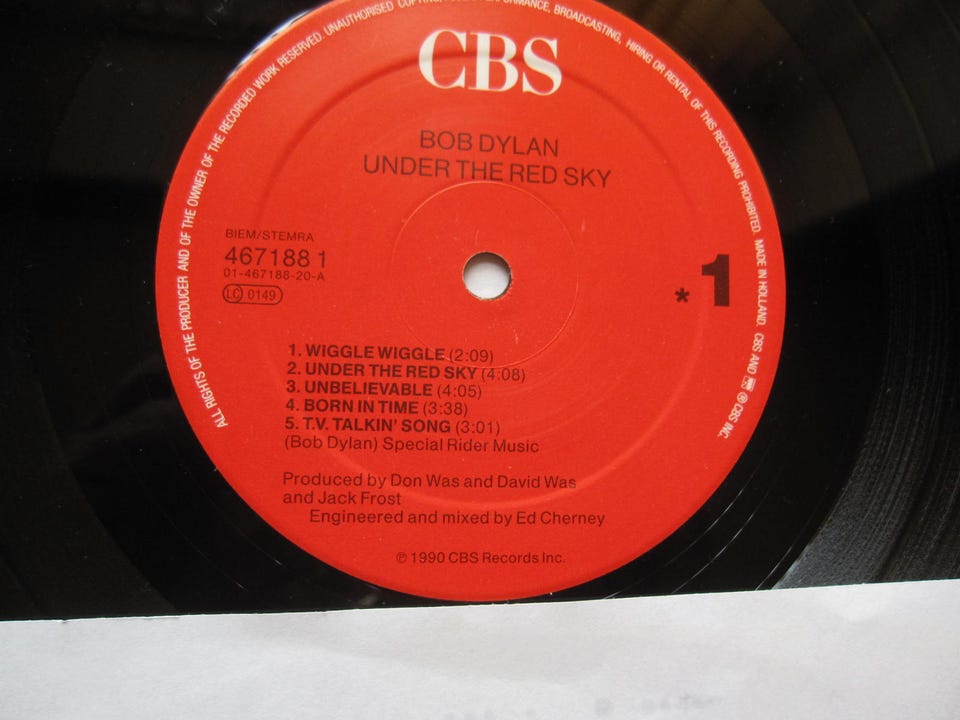 ALL RIGHTS OF THE PRODUCER AND OF THE OWNER OF THE RECORDED WORK RESERVED. UNAUTHORISED COPYING, PERFORMANCE, BROADCASTING, HIRING OR RENTAL OF THIS RECORDING PROHIBITED. MADE IN HOLLAND. CBS AND ℗ CBS INC.
CBS
BOB DYLAN
UNDER THE RED SKY
BIEM/STEMRA
467188 1
01-467188-20-A
LC 0149
* 1
1. WIGGLE WIGGLE (2:09)
2. UNDER THE RED SKY (4:08)
3. UNBELIEVABLE (4:05)
4. BORN IN TIME (3:38)
5. T.V. TALKIN' SONG (3:01)
(Bob Dylan) Special Rider Music
Produced by Don Was and David Was
and Jack Frost
Engineered and mixed by Ed Cherney
℗ 1990 CBS Records Inc.